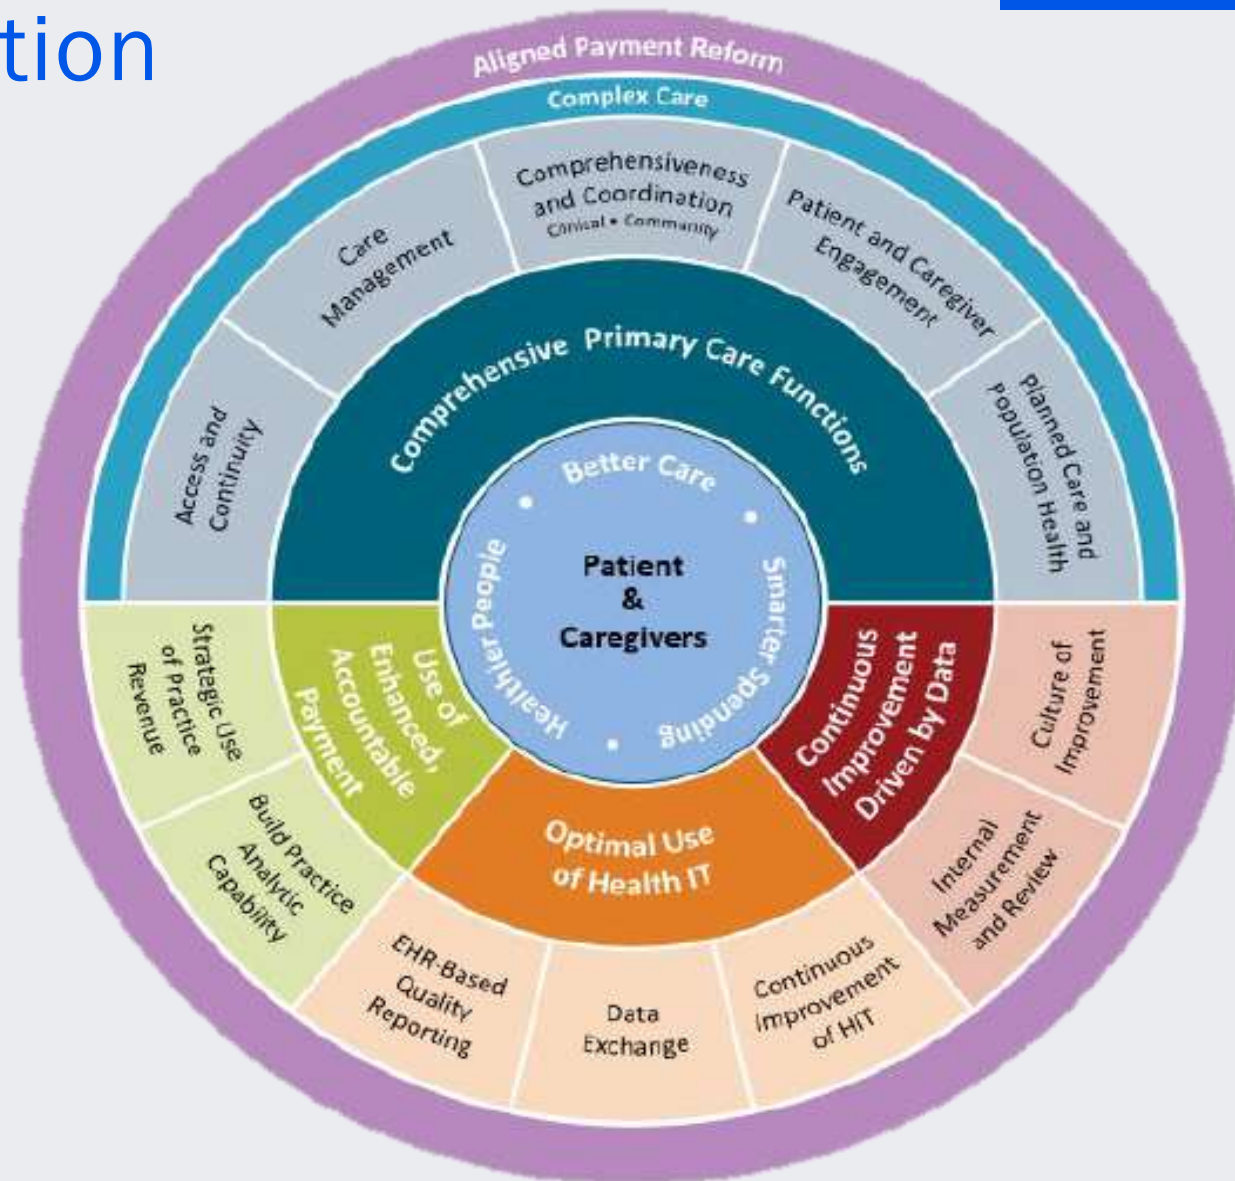 tion
Aligned Payment Reform
Complex Care
Comprehensiveness
and Coordination
Clinical • Community
Care
Management
Patient and Caregiver
Engagement
Access and
Continuity
Planned Care and
Population Health
Comprehensive Primary Care Functions
Better Care
Smarter Spending
Healthier People
Patient
&
Caregivers
Strategic Use
of Practice
Revenue
Use of
Enhanced,
Accountable
Payment
Continuous
Improvement
Driven by Data
Culture of
Improvement
Build Practice
Analytic
Capability
Optimal Use
of Health IT
Internal
Measurement
and Review
EHR-Based
Quality
Reporting
Data
Exchange
Continuous
Improvement
of HIT